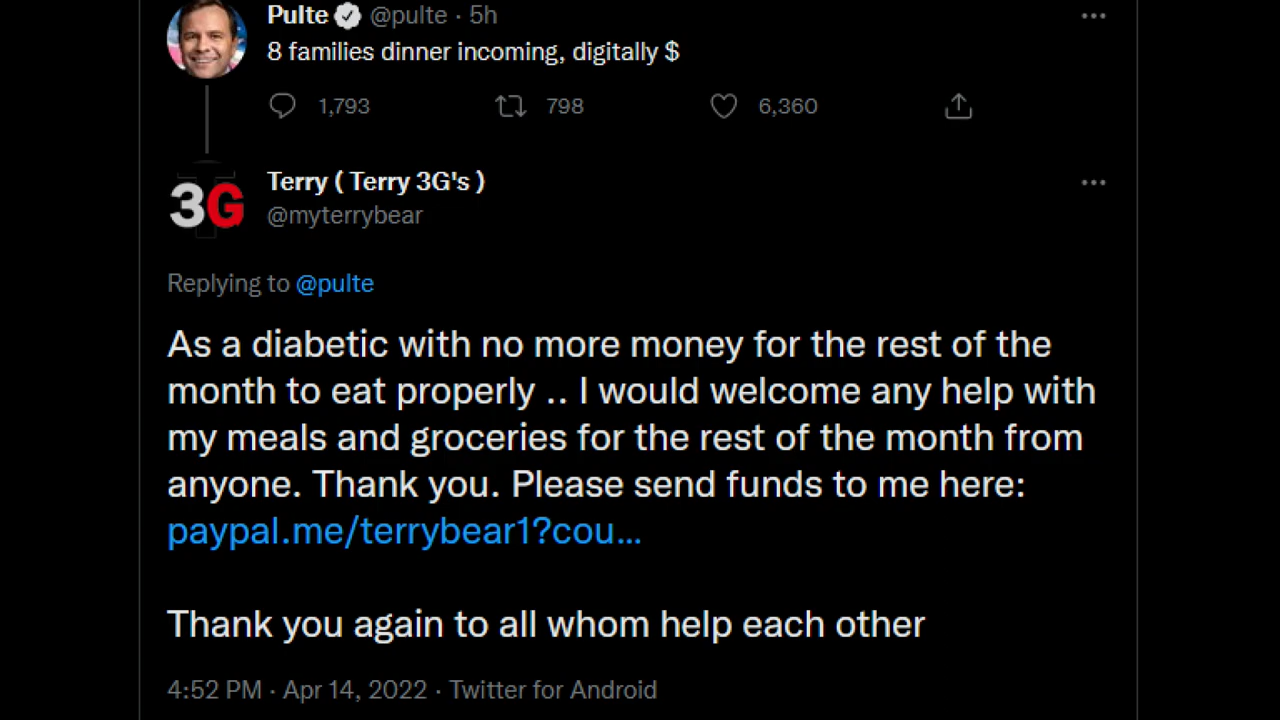 Pulte @pulte · 5h
8 families dinner incoming, digitally $
1,793 798 6,360
3G
Terry ( Terry 3G's )
@myterrybear
Replying to @pulte
As a diabetic with no more money for the rest of the
month to eat properly .. I would welcome any help with
my meals and groceries for the rest of the month from
anyone. Thank you. Please send funds to me here:
paypal.me/terrybear1?cou...
Thank you again to all whom help each other
4:52 PM · Apr 14, 2022 · Twitter for Android